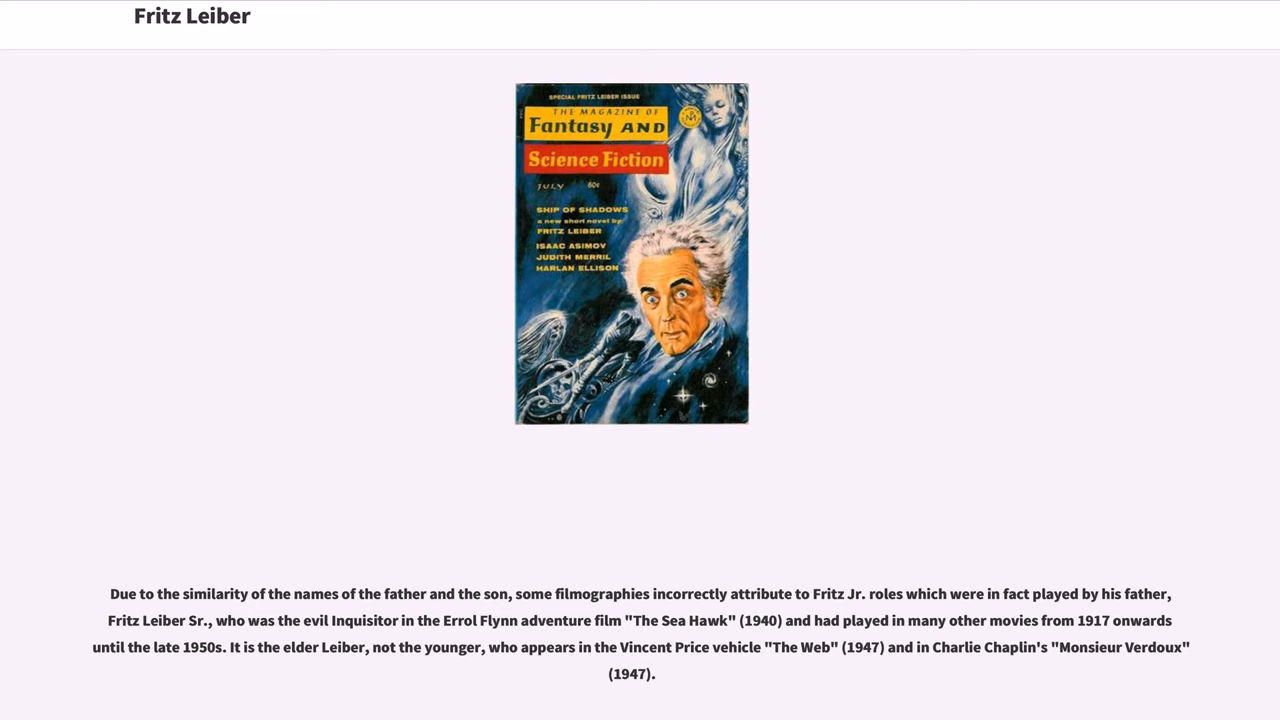 Fritz Leiber
SPECIAL FRITZ LEIBER ISSUE
THE MAGAZINE OF
Fantasy AND
Science Fiction
JULY 60¢
SHIP OF SHADOWS
a new short novel by:
FRITZ LEIBER
ISAAC ASIMOV
JUDITH MERRIL
HARLAN ELLISON
Due to the similarity of the names of the father and the son, some filmographies incorrectly attribute to Fritz Jr. roles which were in fact played by his father,
Fritz Leiber Sr., who was the evil Inquisitor in the Errol Flynn adventure film "The Sea Hawk" (1940) and had played in many other movies from 1917 onwards
until the late 1950s. It is the elder Leiber, not the younger, who appears in the Vincent Price vehicle "The Web" (1947) and in Charlie Chaplin's "Monsieur Verdoux"
(1947).